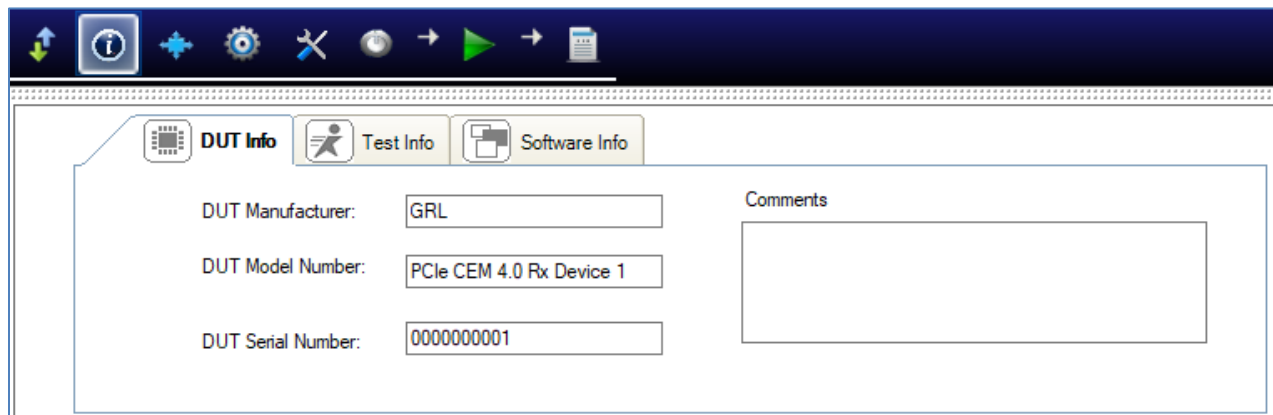 DUT Info
Test Info
Software Info
DUT Manufacturer:
GRL
Comments
DUT Model Number:
PCIe CEM 4.0 Rx Device 1
DUT Serial Number:
0000000001